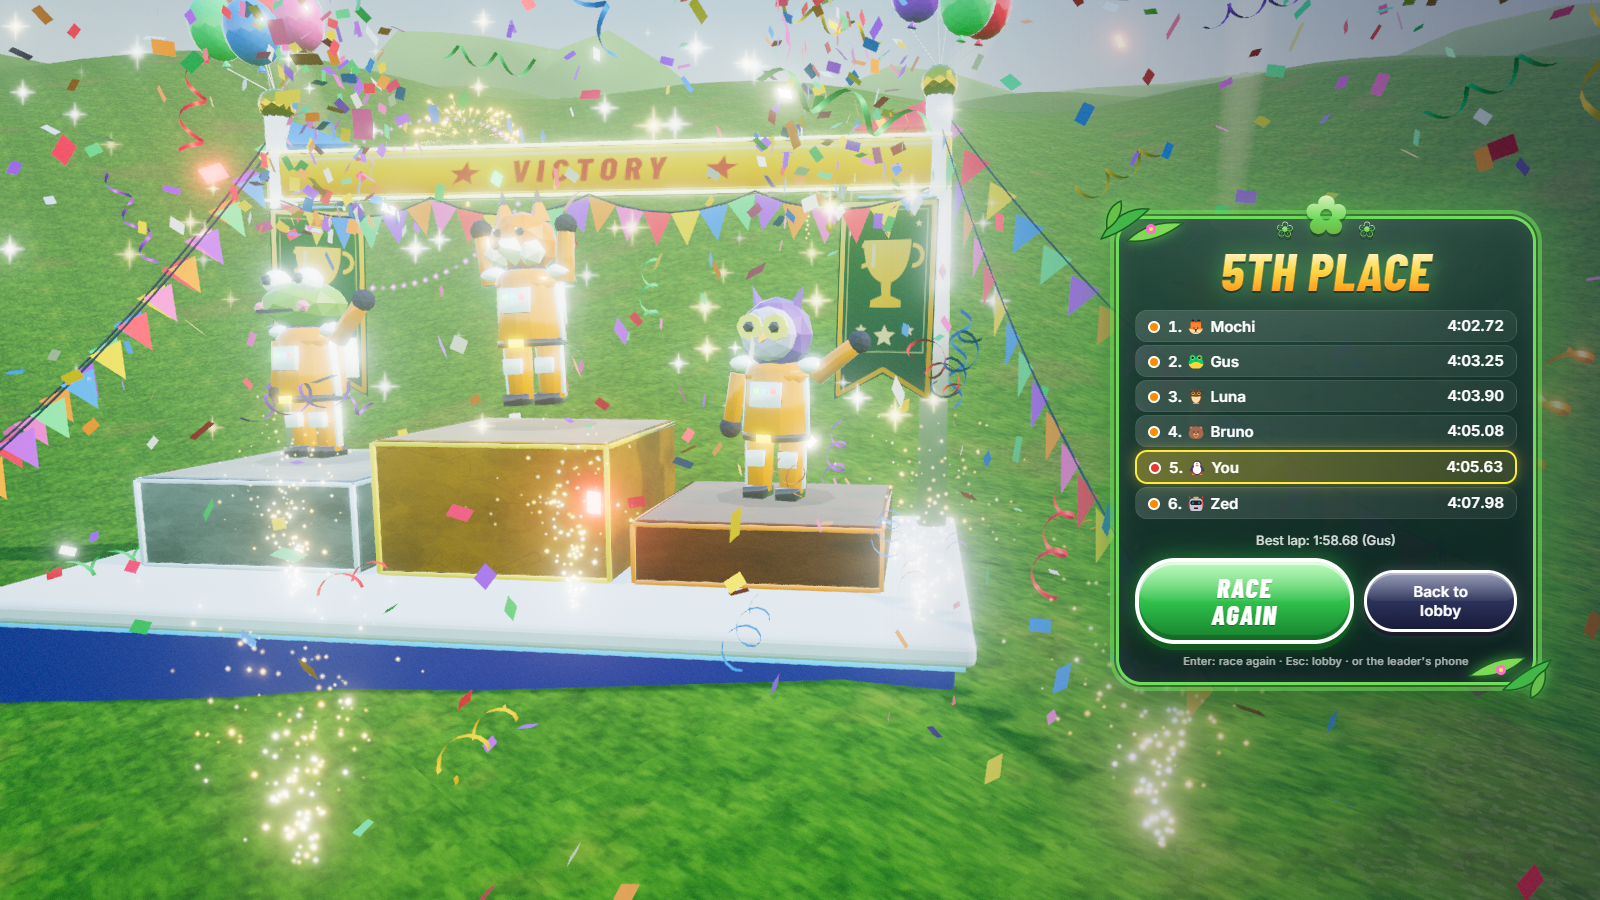 VICTORY
5TH PLACE
1. Mochi 4:02.72
2. Gus 4:03.25
3. Luna 4:03.90
4. Bruno 4:05.08
5. You 4:05.63
6. Zed 4:07.98
Best lap: 1:58.68 (Gus)
RACE
AGAIN
Back to
lobby
Enter: race again · Esc: lobby · or the leader's phone